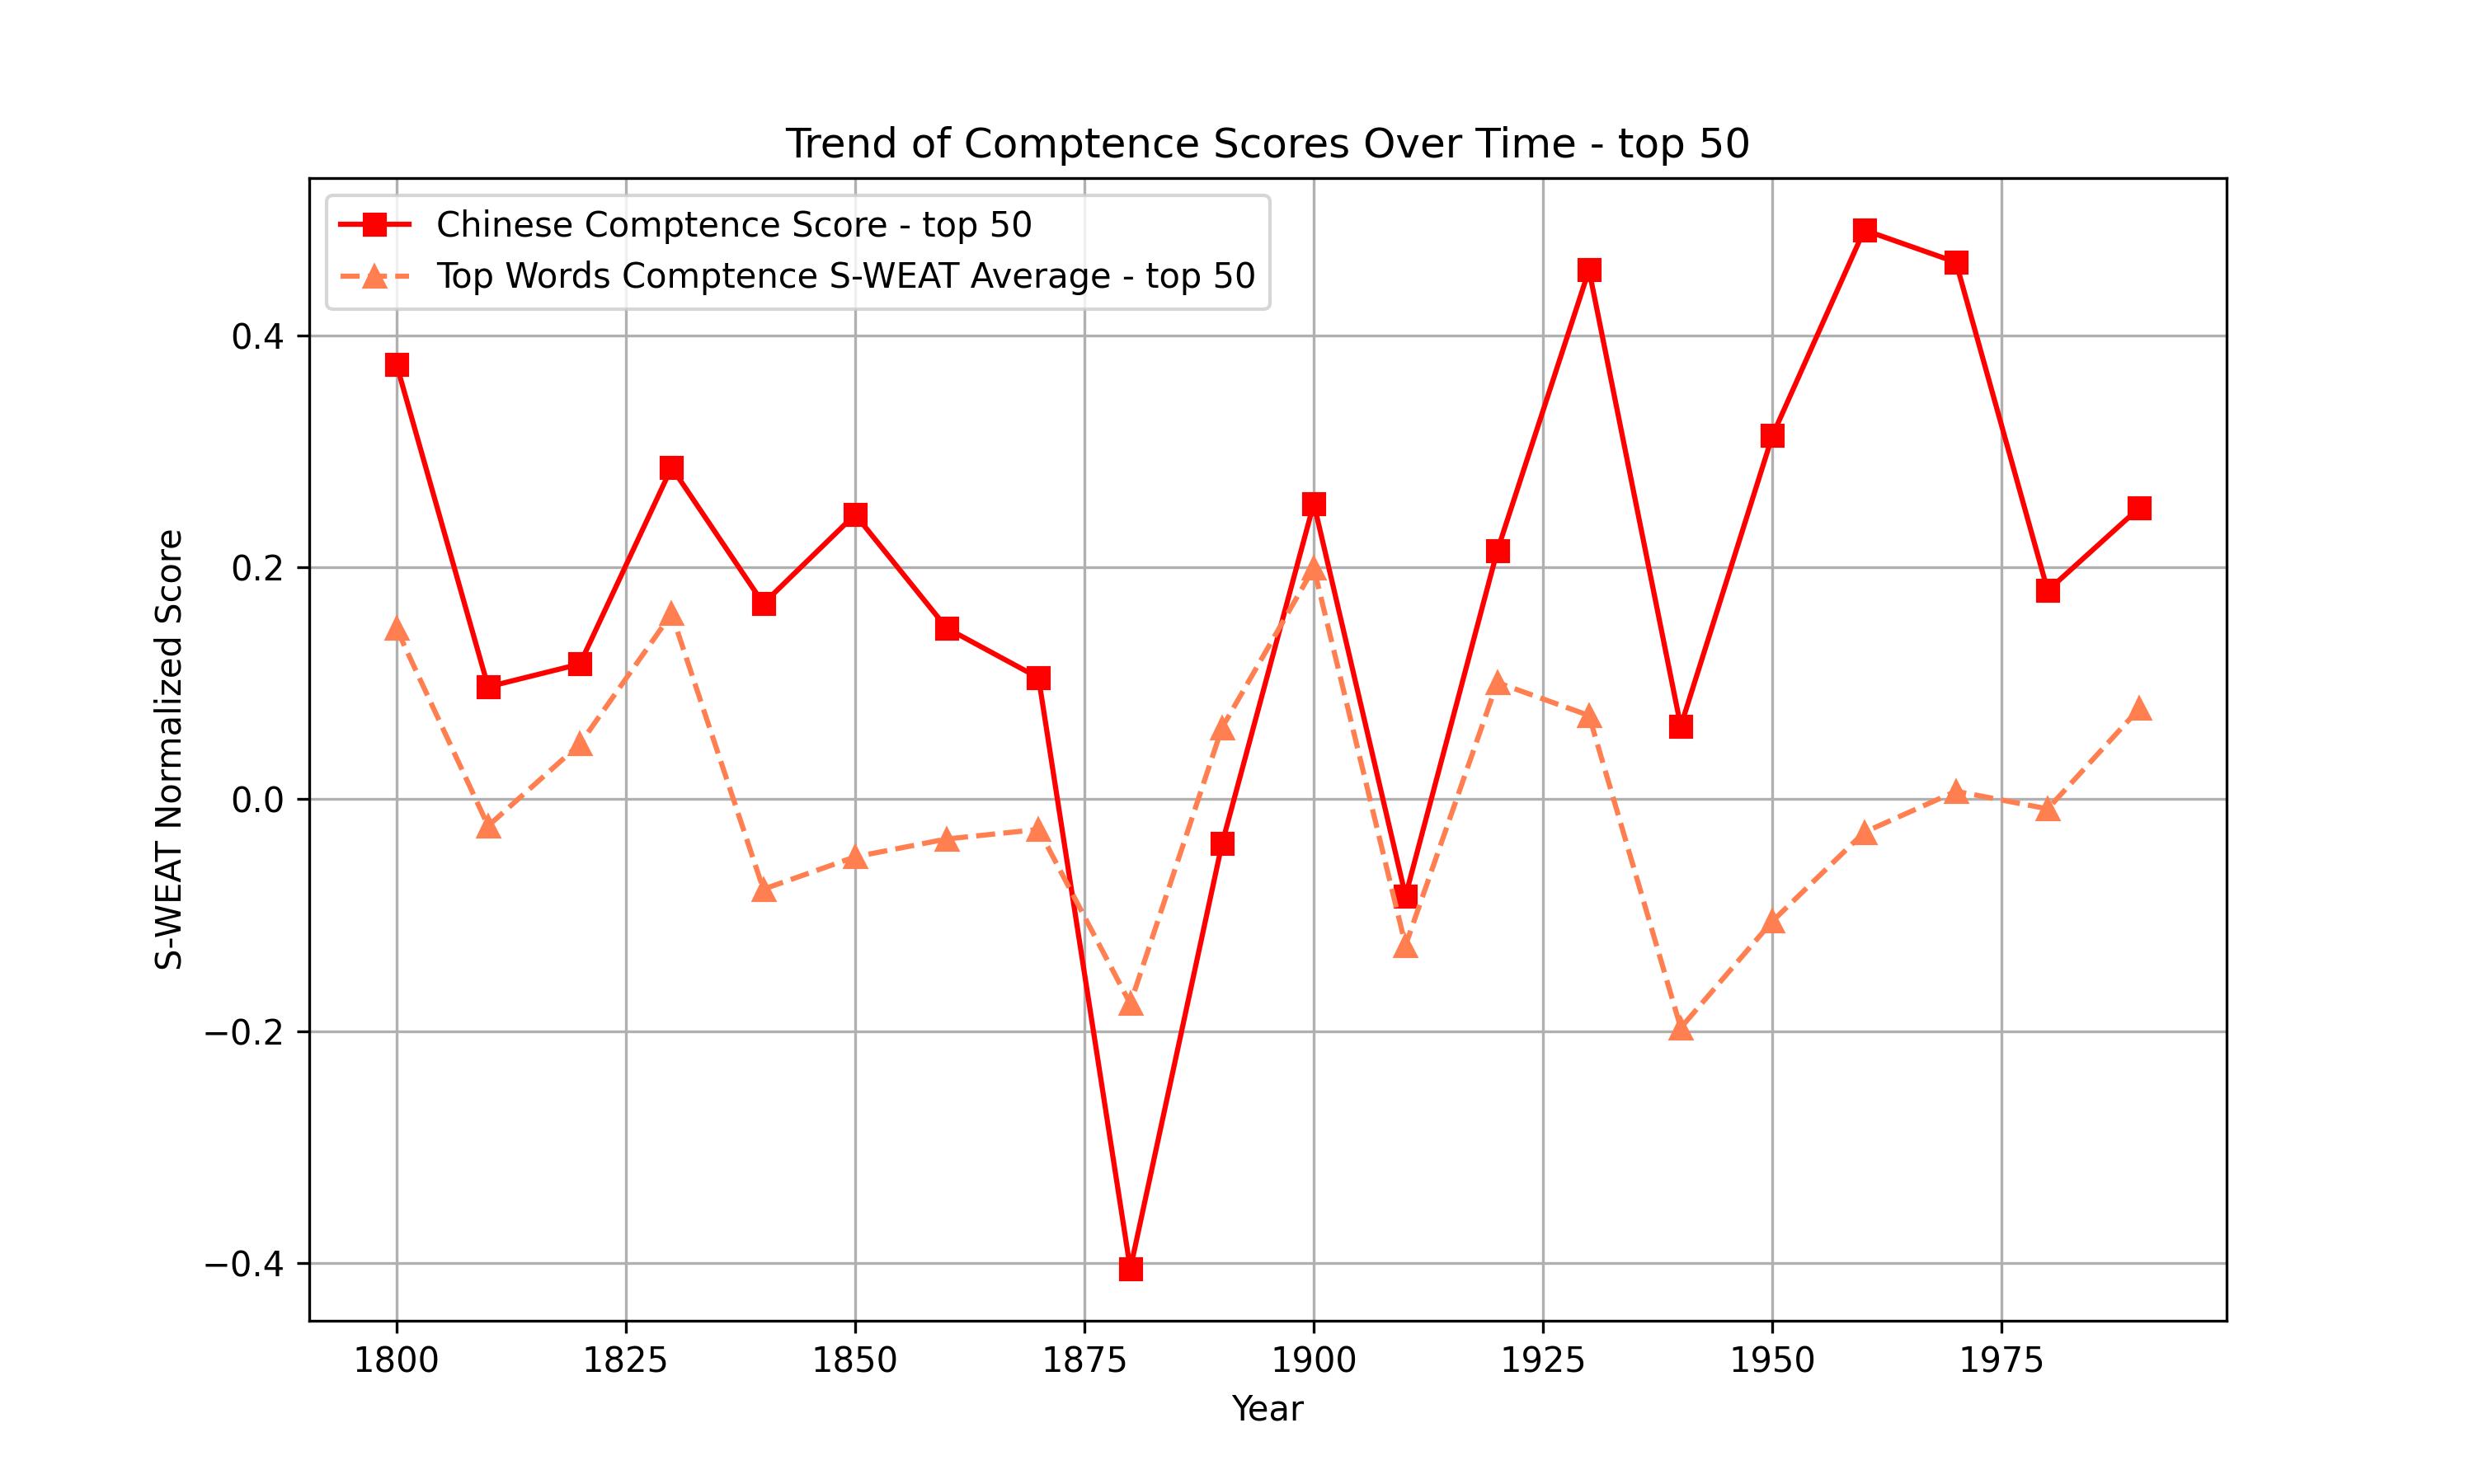 Trend of Comptence Scores Over Time - top 50
Chinese Comptence Score - top 50
Top Words Comptence S-WEAT Average - top 50
S-WEAT Normalized Score
0.4
0.2
0.0
−0.2
−0.4
1800 1825 1850 1875 1900 1925 1950 1975
Year